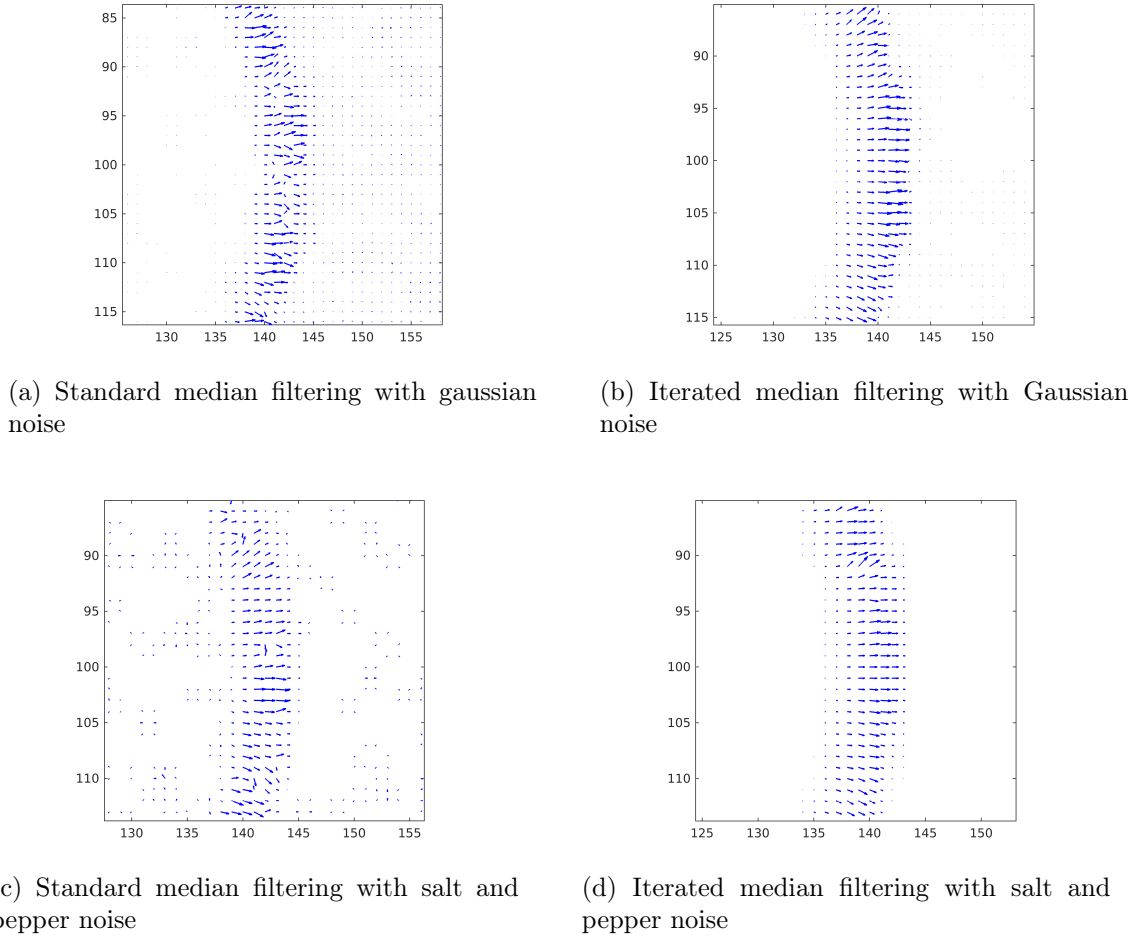 85
90
95
100
105
110
115
130 135 140 145 150 155
90
95
100
105
110
115
125 130 135 140 145 150
(a) Standard median filtering with gaussian
noise
(b) Iterated median filtering with Gaussian
noise
90
95
100
105
110
130 135 140 145 150 155
90
95
100
105
110
125 130 135 140 145 150
c) Standard median filtering with salt and
pepper noise
(d) Iterated median filtering with salt and
pepper noise